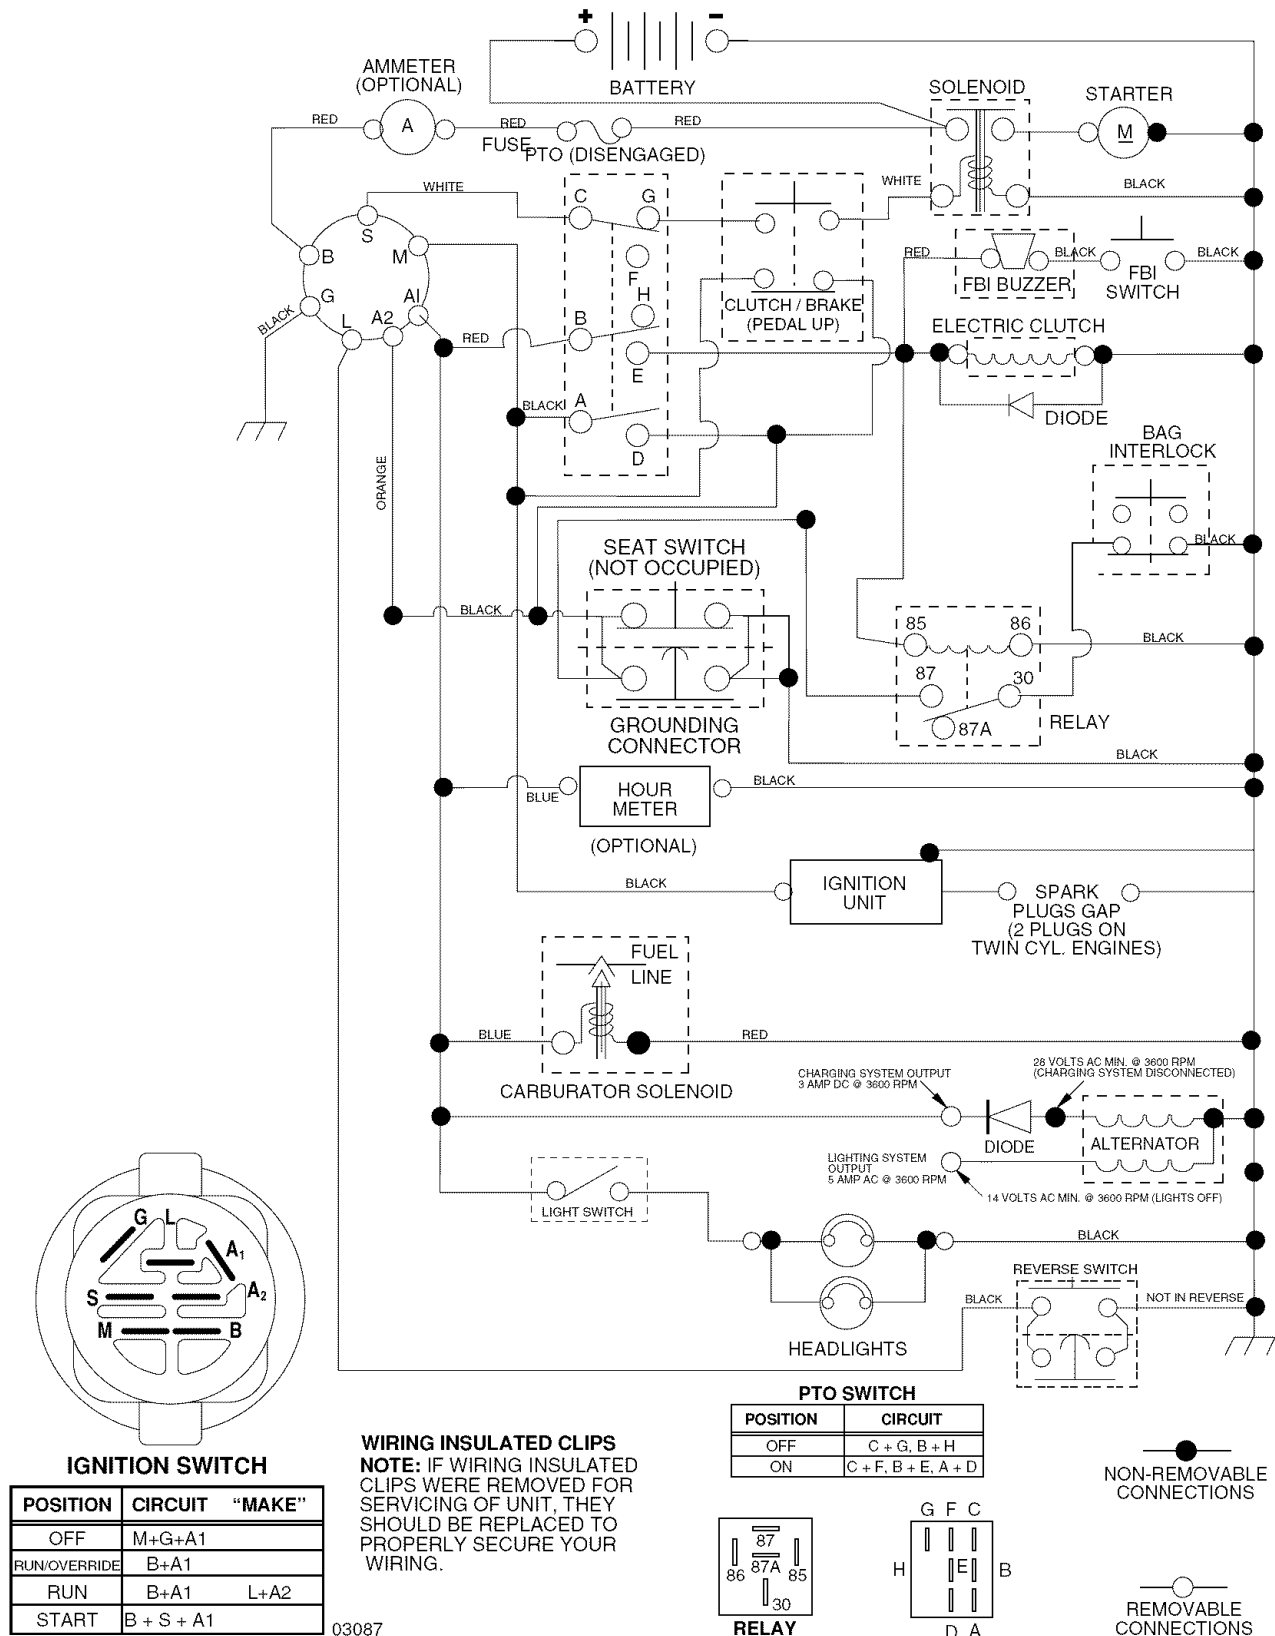 +
–
BATTERY
AMMETER
(OPTIONAL)
SOLENOID
STARTER
RED
A
RED
FUSE
RED
M
PTO (DISENGAGED)
WHITE
C
G
WHITE
BLACK
S
B
M
F
RED
BLACK
BLACK
FBI BUZZER
FBI
SWITCH
G
A1
H
CLUTCH / BRAKE
(PEDAL UP)
BLACK
L
A2
RED
B
E
ELECTRIC CLUTCH
BLACK
A
D
DIODE
BAG
INTERLOCK
ORANGE
BLACK
SEAT SWITCH
(NOT OCCUPIED)
BLACK
85
86
BLACK
87
30
87A
RELAY
GROUNDING
CONNECTOR
BLACK
BLUE
HOUR
METER
BLACK
(OPTIONAL)
BLACK
IGNITION
UNIT
SPARK
PLUGS GAP
(2 PLUGS ON
TWIN CYL. ENGINES)
FUEL
LINE
BLUE
RED
CARBURATOR SOLENOID
CHARGING SYSTEM OUTPUT
3 AMP DC @ 3600 RPM
28 VOLTS AC MIN. @ 3600 RPM
(CHARGING SYSTEM DISCONNECTED)
DIODE
ALTERNATOR
LIGHTING SYSTEM
OUTPUT
5 AMP AC @ 3600 RPM
14 VOLTS AC MIN. @ 3600 RPM (LIGHTS OFF)
LIGHT SWITCH
BLACK
HEADLIGHTS
REVERSE SWITCH
BLACK
NOT IN REVERSE
G
L
A1
A2
S
M
B
IGNITION SWITCH
POSITION CIRCUIT "MAKE"
OFF M+G+A1
RUN/OVERRIDE B+A1
RUN B+A1 L+A2
START B + S + A1
03087
WIRING INSULATED CLIPS
NOTE: IF WIRING INSULATED
CLIPS WERE REMOVED FOR
SERVICING OF UNIT, THEY
SHOULD BE REPLACED TO
PROPERLY SECURE YOUR
WIRING.
PTO SWITCH
POSITION CIRCUIT
OFF C + G, B + H
ON C + F, B + E, A + D
87
86
87A
85
30
RELAY
G F C
H
E
B
D A
NON-REMOVABLE
CONNECTIONS
REMOVABLE
CONNECTIONS